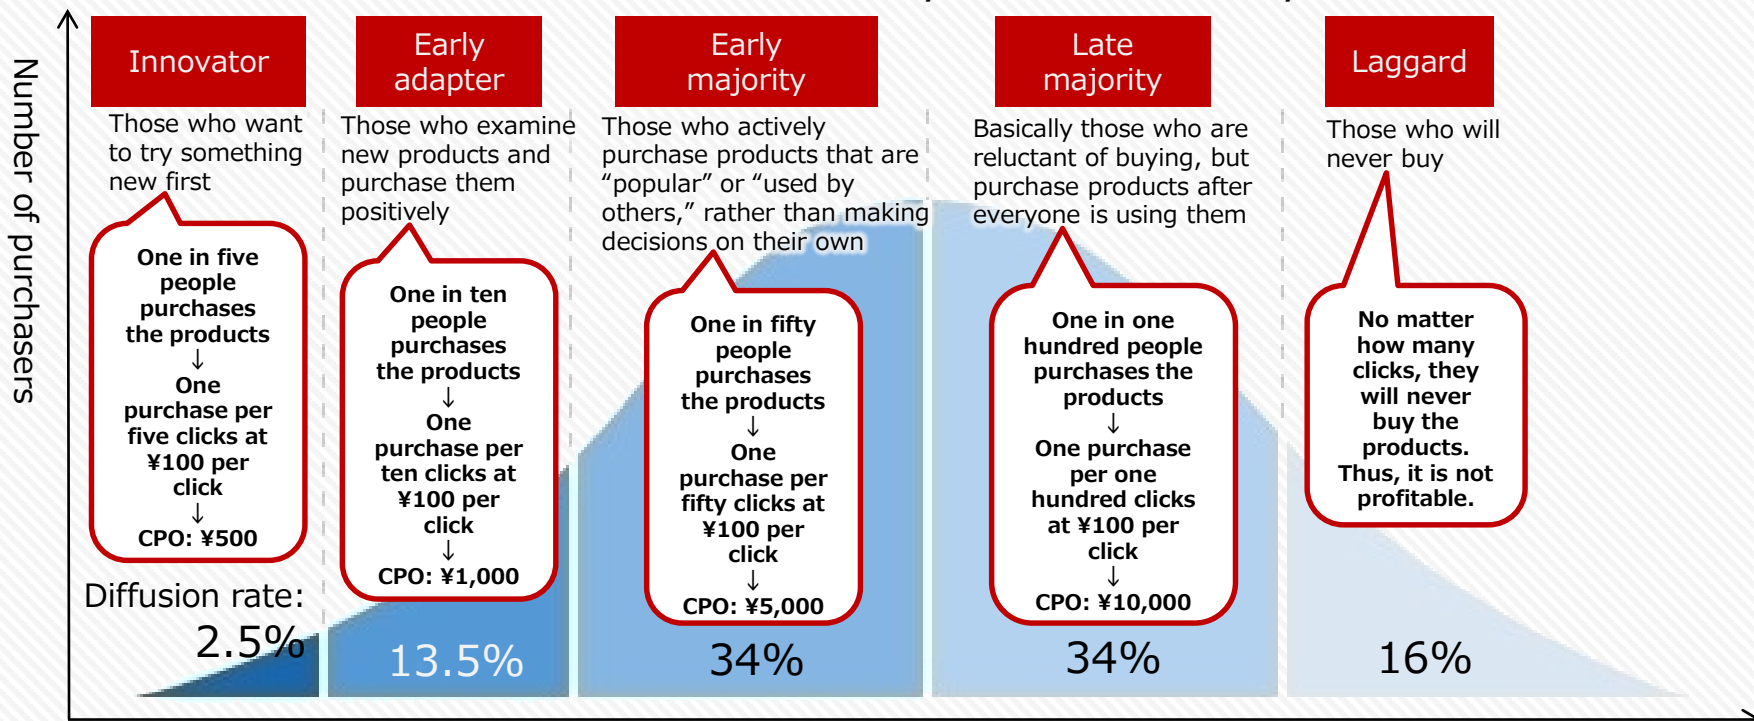 Number of purchasers
Innovator
Those who want
to try something
new first
One in five
people
purchases
the products
↓
One
purchase per
five clicks at
¥100 per
click
↓
CPO: ¥500
Diffusion rate:
2.5%
Early
adapter
Those who examine
new products and
purchase them
positively
One in ten
people
purchases
the products
↓
One
purchase per
ten clicks at
¥100 per
click
↓
CPO: ¥1,000
13.5%
Early
majority
Those who actively
purchase products that are
“popular” or “used by
others,” rather than making
decisions on their own
One in fifty
people
purchases
the products
↓
One
purchase per
fifty clicks at
¥100 per
click
↓
CPO: ¥5,000
34%
Late
majority
Basically those who are
reluctant of buying, but
purchase products after
everyone is using them
One in one
hundred people
purchases the
products
↓
One purchase
per one
hundred clicks
at ¥100 per
click
↓
CPO: ¥10,000
34%
Laggard
Those who will
never buy
No matter
how many
clicks, they
will never
buy the
products.
Thus, it is not
profitable.
16%